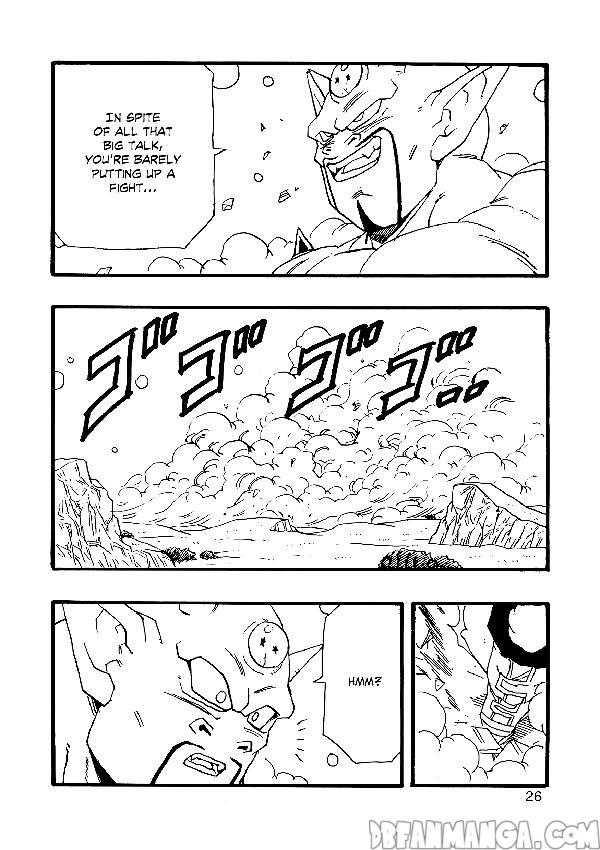 IN SPITE
OF ALL THAT
BIG TALK,
YOU'RE BARELY
PUTTING UP A
FIGHT...
ゴゴゴゴ...
HMM?
26
DBFANMANGA.COM